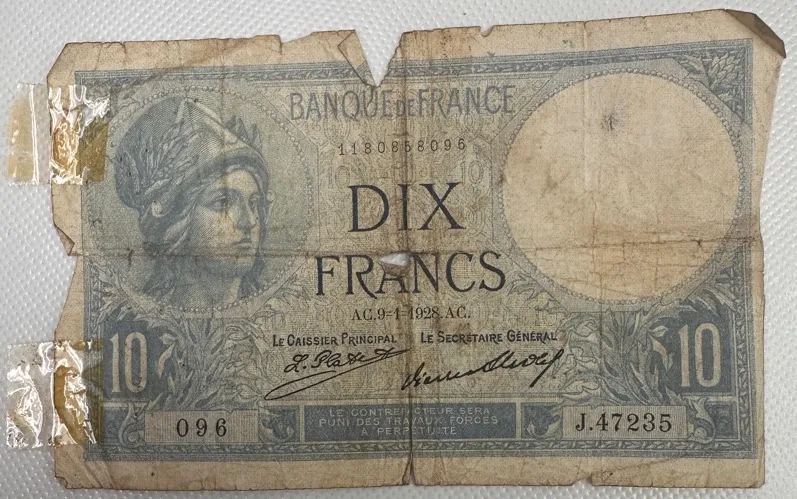 BANQUE DE FRANCE
1180858096
DIX
FRANCS
AC.9=1=1928.AC.
LE CAISSIER PRINCIPAL LE SECRÉTAIRE GÉNÉRAL
L. Platet
10 10
096 J.47235
LE CONTREFACTEUR SERA
PUNI DES TRAVAUX FORCÉS
À PERPÉTUITÉ